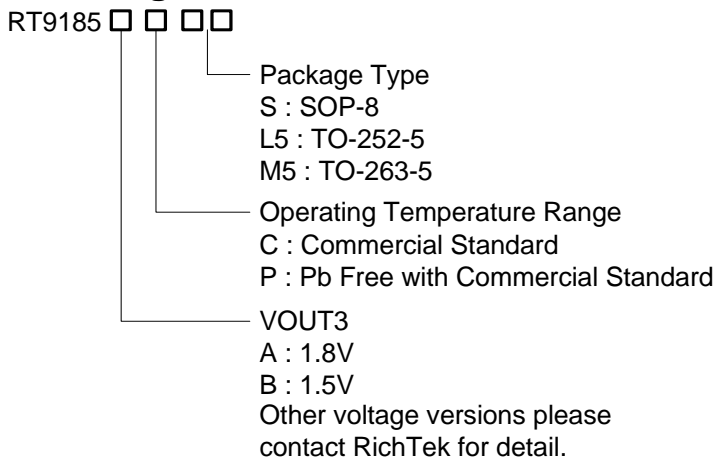 RT9185
Package Type
S : SOP-8
L5 : TO-252-5
M5 : TO-263-5
Operating Temperature Range
C : Commercial Standard
P : Pb Free with Commercial Standard
VOUT3
A : 1.8V
B : 1.5V
Other voltage versions please
contact RichTek for detail.